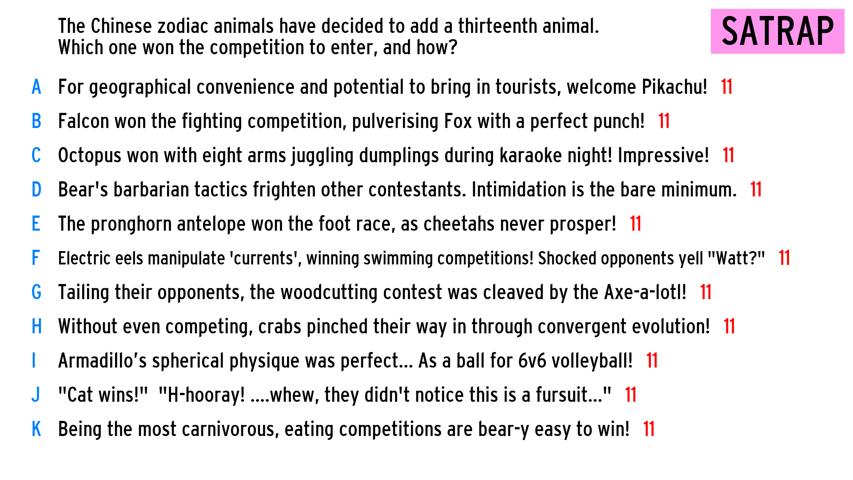 The Chinese zodiac animals have decided to add a thirteenth animal.
Which one won the competition to enter, and how?
SATRAP
A For geographical convenience and potential to bring in tourists, welcome Pikachu! 11
B Falcon won the fighting competition, pulverising Fox with a perfect punch! 11
C Octopus won with eight arms juggling dumplings during karaoke night! Impressive! 11
D Bear's barbarian tactics frighten other contestants. Intimidation is the bare minimum. 11
E The pronghorn antelope won the foot race, as cheetahs never prosper! 11
F Electric eels manipulate 'currents', winning swimming competitions! Shocked opponents yell "Watt?" 11
G Tailing their opponents, the woodcutting contest was cleaved by the Axe-a-lotl! 11
H Without even competing, crabs pinched their way in through convergent evolution! 11
I Armadillo’s spherical physique was perfect... As a ball for 6v6 volleyball! 11
J "Cat wins!" "H-hooray! ....whew, they didn't notice this is a fursuit..." 11
K Being the most carnivorous, eating competitions are bear-y easy to win! 11